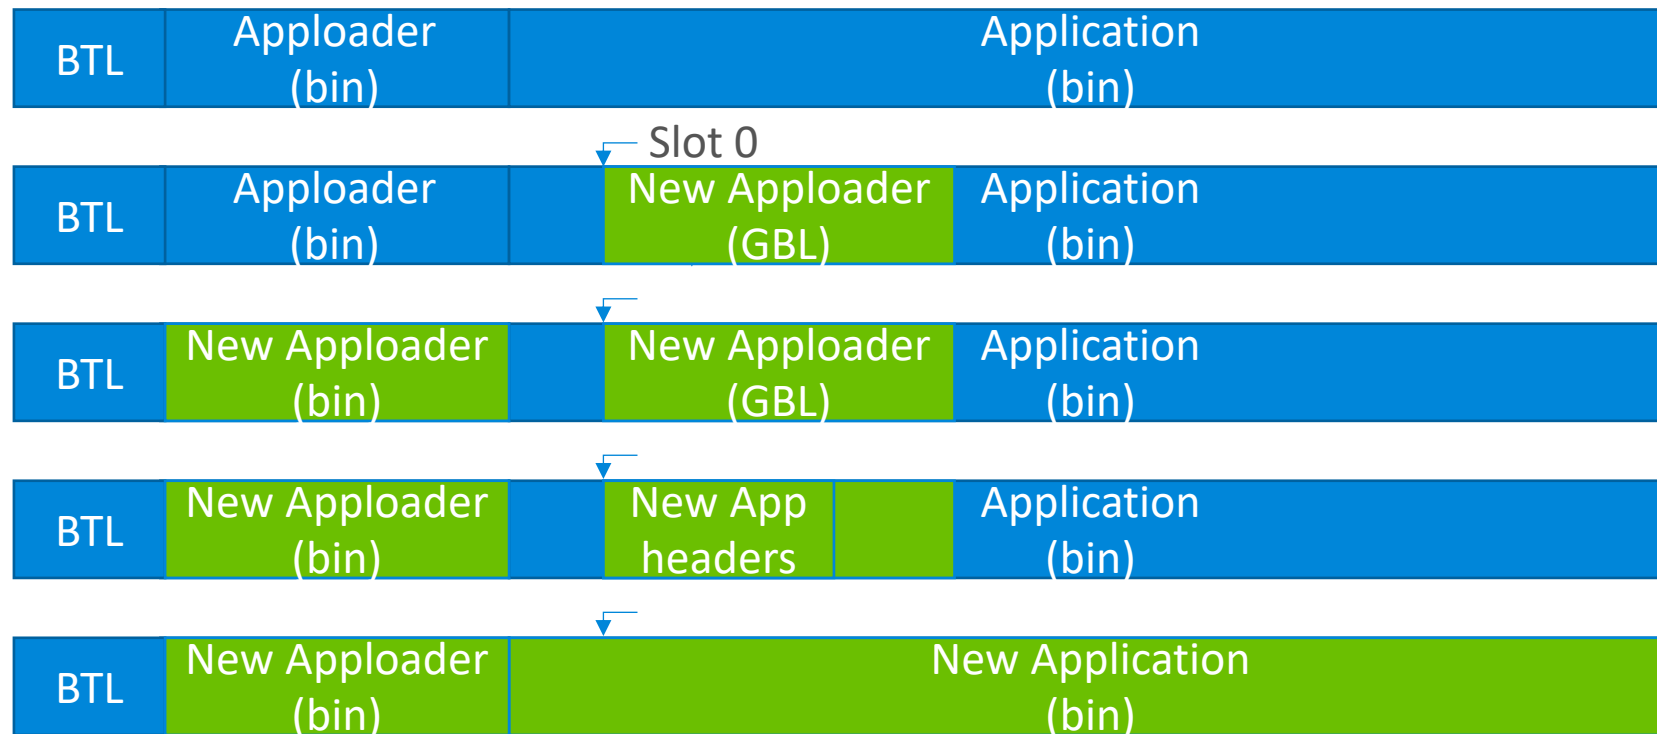 BTL
Apploader
(bin)
Application
(bin)
Slot 0
BTL
Apploader
(bin)
New Apploader
(GBL)
Application
(bin)
BTL
New Apploader
(bin)
New Apploader
(GBL)
Application
(bin)
BTL
New Apploader
(bin)
New App
headers
Application
(bin)
BTL
New Apploader
(bin)
New Application
(bin)